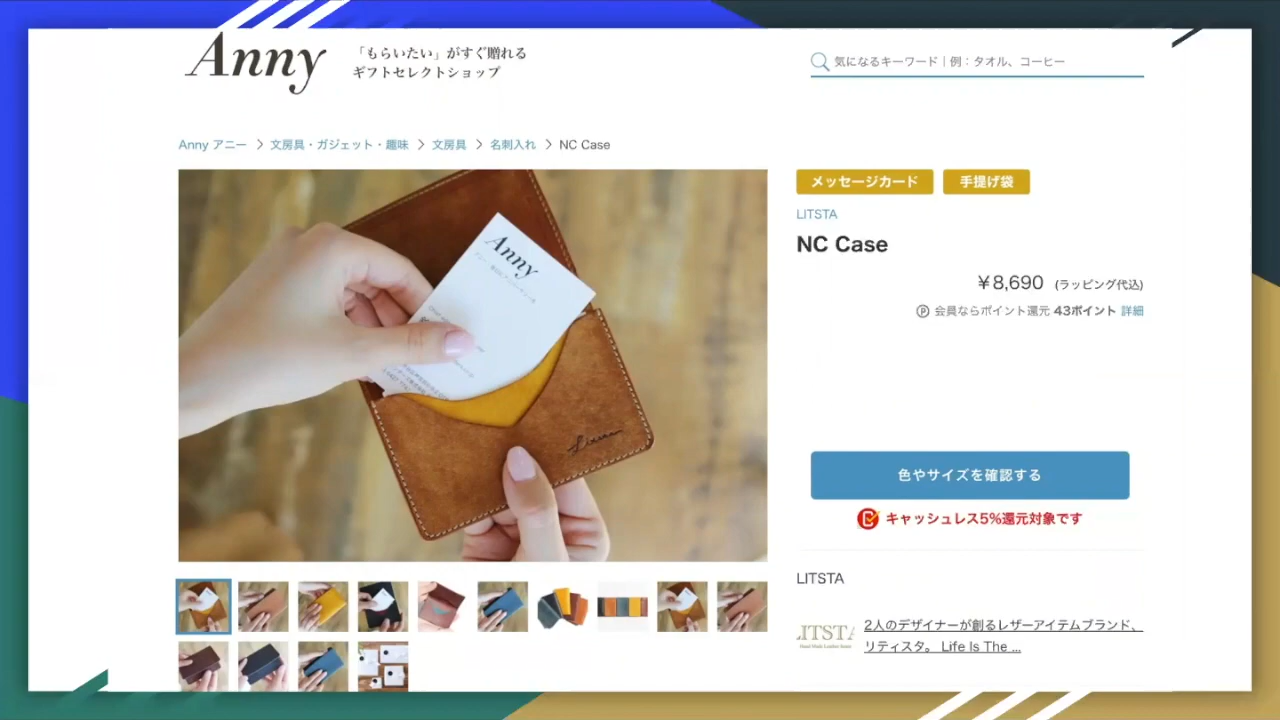 Anny
「もらいたい」がすぐ贈れる
ギフトセレクトショップ
気になるキーワード | 例：タオル、コーヒー
Anny アニー > 文房具・ガジェット・趣味 > 文房具 > 名刺入れ > NC Case
メッセージカード
手提げ袋
LITSTA
NC Case
¥8,690 (ラッピング代込)
Ⓟ 会員ならポイント還元 43ポイント 詳細
Anny
色やサイズを確認する
キャッシュレス5%還元対象です
LITSTA
2人のデザイナーが創るレザーアイテムブランド、
リティスタ。 Life Is The ...